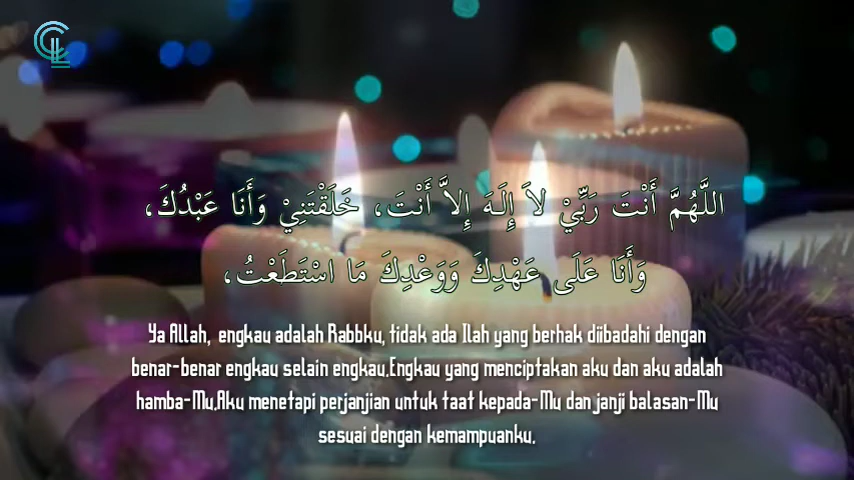 اللَّهُمَّ أَنْتَ رَبِّيْ لاَ إِلَـهَ إِلاَّ أَنْتَ، خَلَقْتَنِيْ وَأَنَا عَبْدُكَ،
وَأَنَا عَلَى عَهْدِكَ وَوَعْدِكَ مَا اسْتَطَعْتُ،
Ya Allah, engkau adalah Rabbku, tidak ada Ilah yang berhak diibadahi dengan
benar-benar engkau selain engkau.Engkau yang menciptakan aku dan aku adalah
hamba-Mu.Aku menetapi perjanjian untuk taat kepada-Mu dan janji balasan-Mu
sesuai dengan kemampuanku.